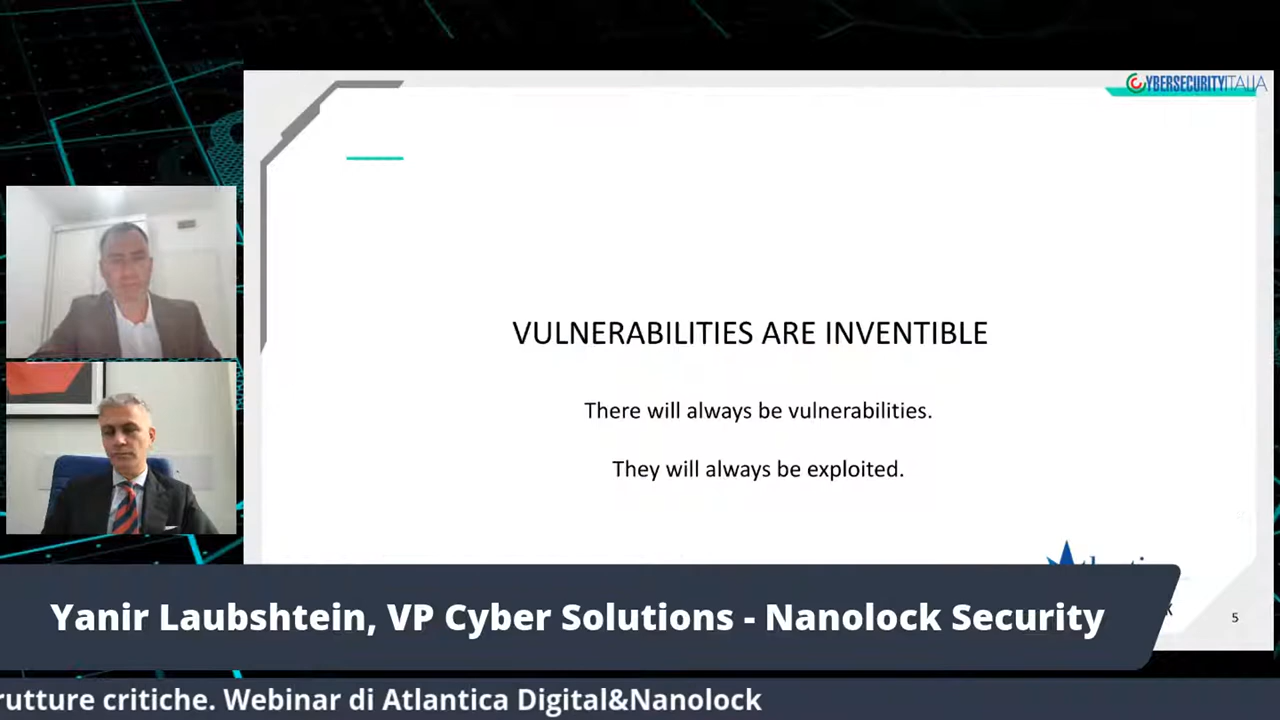 CYBERSECURITYITALIA
VULNERABILITIES ARE INVENTIBLE
There will always be vulnerabilities.
They will always be exploited.
5
Yanir Laubshtein, VP Cyber Solutions - Nanolock Security
rutture critiche. Webinar di Atlantica Digital&Nanolock